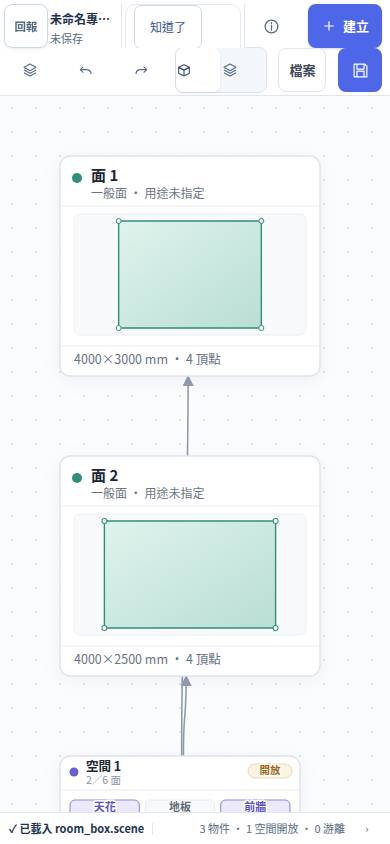 回報
未命名專⋯
未保存
知道了
＋ 建立
檔案
面 1
一般面 · 用途未指定
4000×3000 mm · 4 頂點
面 2
一般面 · 用途未指定
4000×2500 mm · 4 頂點
空間 1
2／6 面
開放
天花
地板
前牆
✓ 已載入 room_box.scene
3 物件 · 1 空間開放 · 0 游離 ›